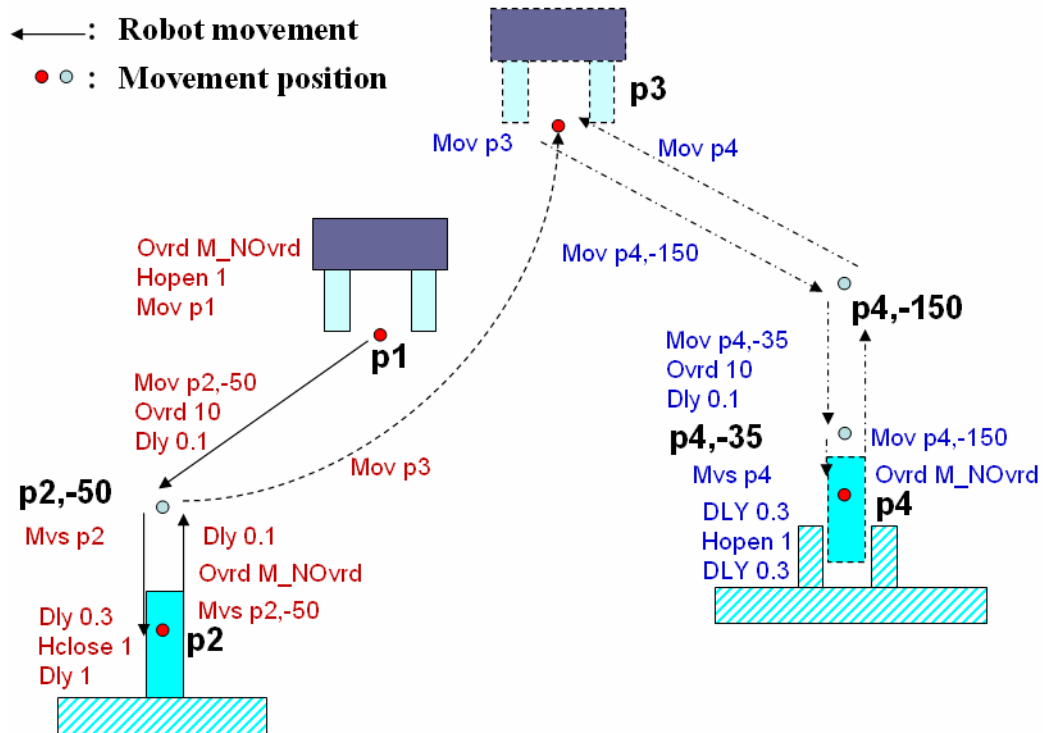 : Robot movement
: Movement position
p3
Mov p3
Mov p4
Ovrd M_NOvrd
Hopen 1
Mov p1
Mov p4,-150
p4,-150
p1
Mov p2,-50
Ovrd 10
Dly 0.1
Mov p4,-35
Ovrd 10
Dly 0.1
p4,-35
Mov p4,-150
Mov p3
Mvs p4
Ovrd M_NOvrd
p4
p2,-50
Mvs p2
Dly 0.1
DLY 0.3
Hopen 1
DLY 0.3
Ovrd M_NOvrd
Mvs p2,-50
Dly 0.3
Hclose 1
Dly 1
p2